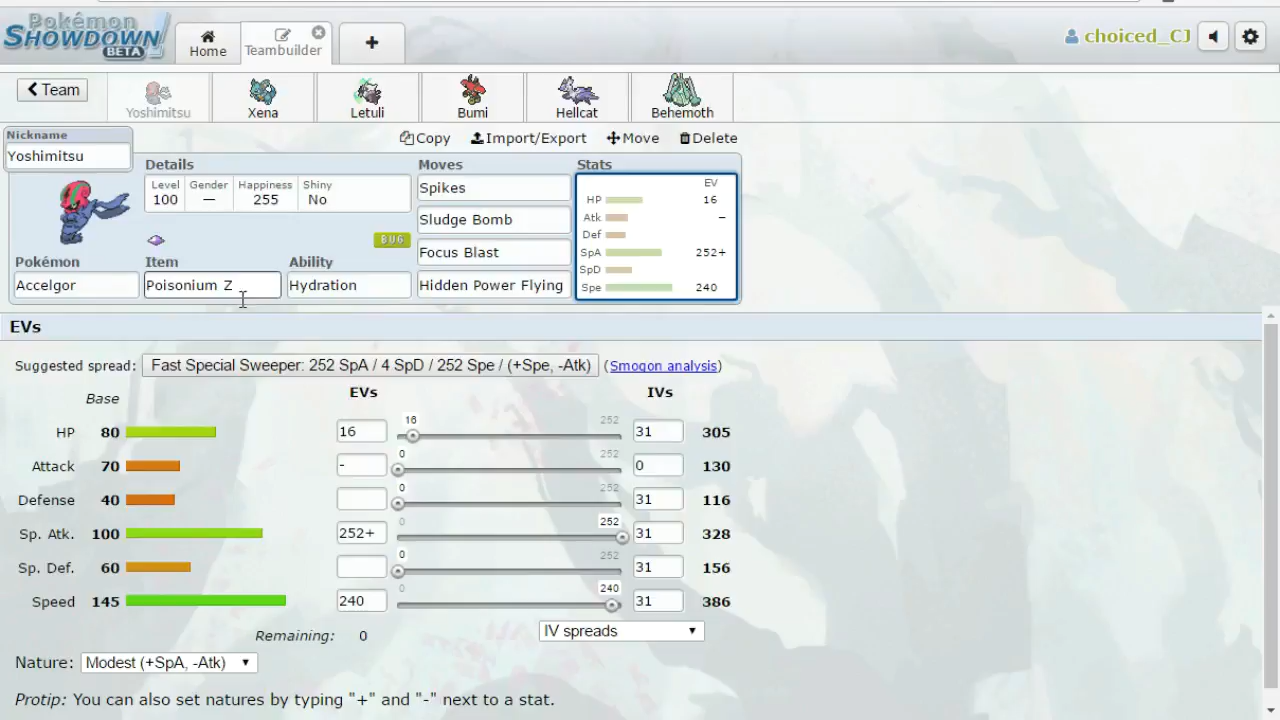 Pokémon
SHOWDOWN
BETA
Home
Teambuilder
+
choiced_CJ
Team
Yoshimitsu
Xena
Letuli
Bumi
Hellcat
Behemoth
Nickname
Yoshimitsu
Copy Import/Export Move Delete
Details
Moves
Stats
Level Gender Happiness Shiny
100 — 255 No
BUG
Pokémon Item Ability
Accelgor Poisonium Z Hydration
Spikes
Sludge Bomb
Focus Blast
Hidden Power Flying
EV
HP 16
Atk –
Def
SpA 252+
SpD
Spe 240
EVs
Suggested spread: Fast Special Sweeper: 252 SpA / 4 SpD / 252 Spe / (+Spe, -Atk) (Smogon analysis)
Base EVs IVs
HP 80 16 16 252 31 305
Attack 70 - 0 252 0 130
Defense 40 0 252 31 116
Sp. Atk. 100 252+ 0 252 31 328
Sp. Def. 60 0 252 31 156
Speed 145 240 0 240 31 386
Remaining: 0 IV spreads
Nature: Modest (+SpA, -Atk)
Protip: You can also set natures by typing "+" and "-" next to a stat.